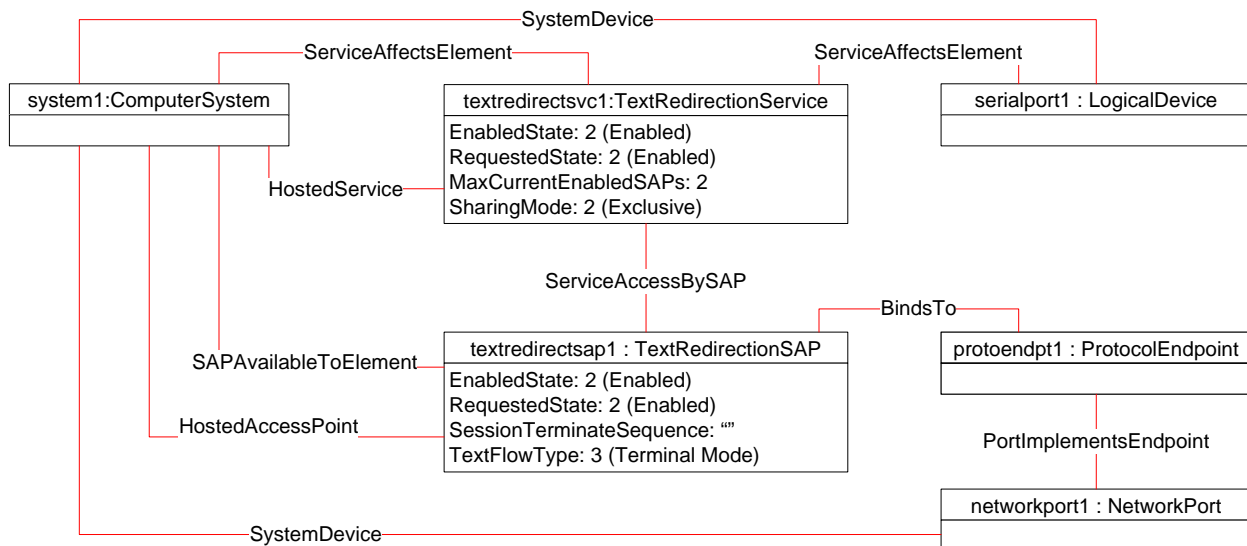 SystemDevice
ServiceAffectsElement
ServiceAffectsElement
system1:ComputerSystem
textredirectsvc1:TextRedirectionService
serialport1 : LogicalDevice
EnabledState: 2 (Enabled)
RequestedState: 2 (Enabled)
MaxCurrentEnabledSAPs: 2
SharingMode: 2 (Exclusive)
HostedService
ServiceAccessBySAP
BindsTo
textredirectsap1 : TextRedirectionSAP
protoendpt1 : ProtocolEndpoint
SAPAvailableToElement
EnabledState: 2 (Enabled)
RequestedState: 2 (Enabled)
SessionTerminateSequence: “”
TextFlowType: 3 (Terminal Mode)
HostedAccessPoint
PortImplementsEndpoint
networkport1 : NetworkPort
SystemDevice